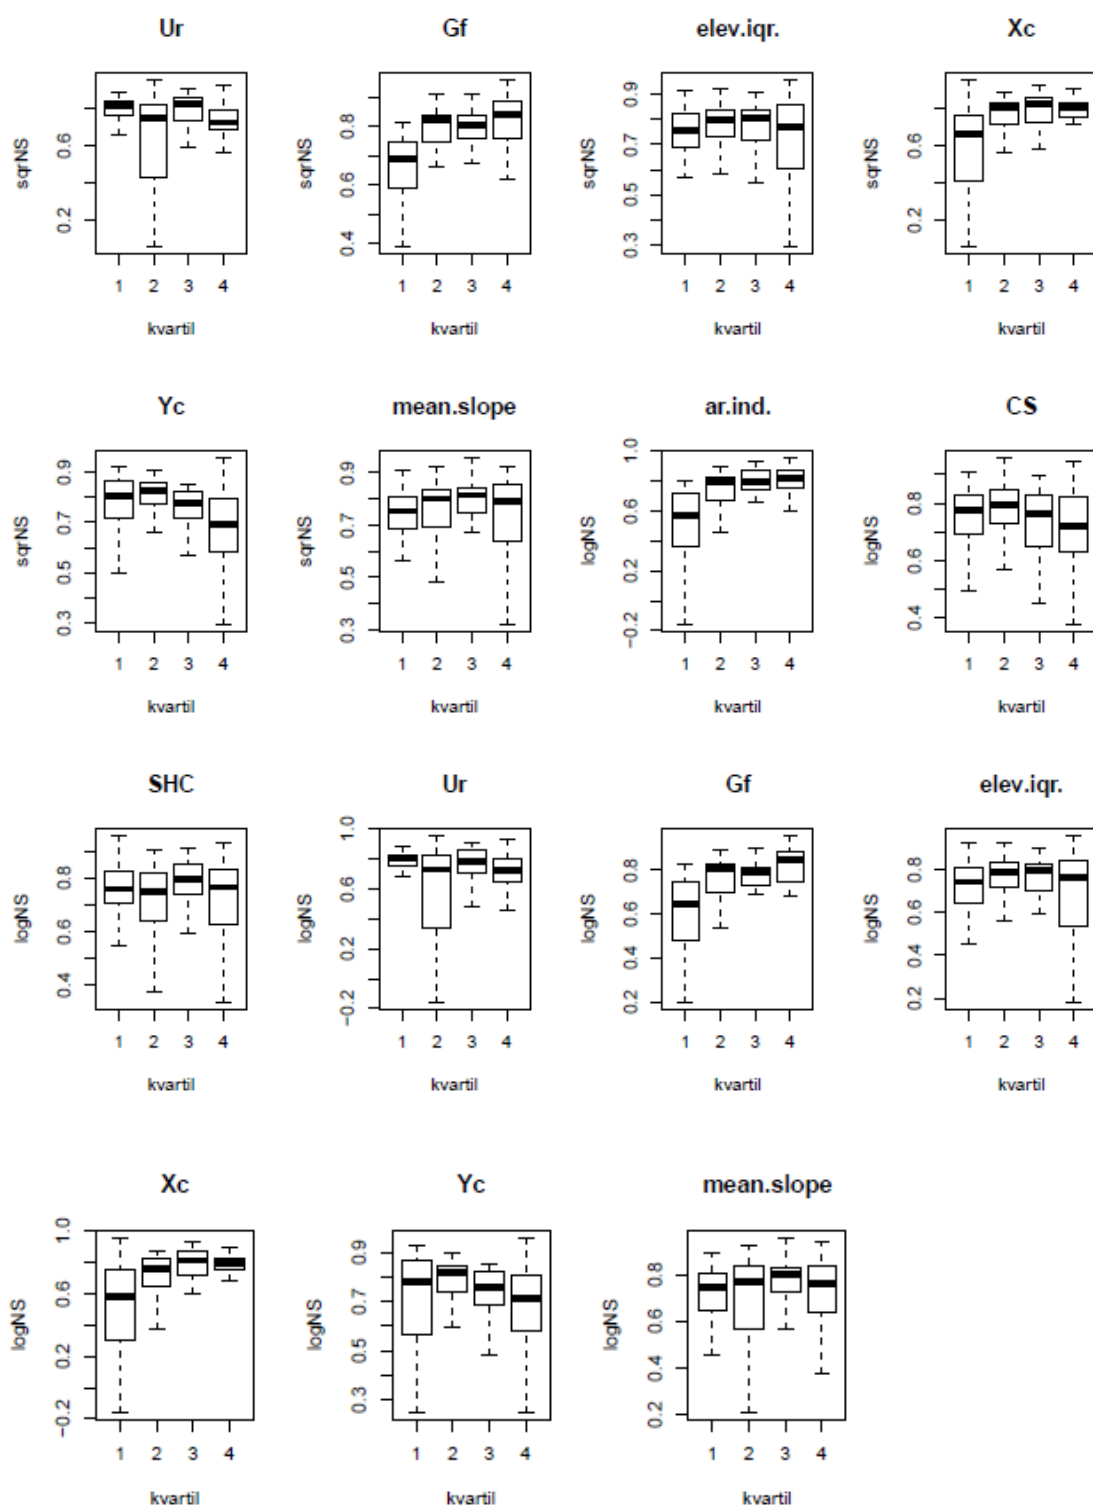 Ur Gf elev.iqr. Xc
sqrNS 0.2 0.6
sqrNS 0.4 0.6 0.8
sqrNS 0.3 0.5 0.7 0.9
sqrNS 0.2 0.6
1 2 3 4 1 2 3 4 1 2 3 4 1 2 3 4
kvartil kvartil kvartil kvartil
Yc mean.slope ar.ind. CS
sqrNS 0.3 0.5 0.7 0.9
sqrNS 0.3 0.5 0.7 0.9
logNS −0.2 0.2 0.6 1.0
logNS 0.4 0.6 0.8
1 2 3 4 1 2 3 4 1 2 3 4 1 2 3 4
kvartil kvartil kvartil kvartil
SHC Ur Gf elev.iqr.
logNS 0.4 0.6 0.8
logNS −0.2 0.2 0.6 1.0
logNS 0.2 0.4 0.6 0.8
logNS 0.2 0.4 0.6 0.8
1 2 3 4 1 2 3 4 1 2 3 4 1 2 3 4
kvartil kvartil kvartil kvartil
Xc Yc mean.slope
logNS −0.2 0.2 0.6 1.0
logNS 0.3 0.5 0.7 0.9
logNS 0.2 0.4 0.6 0.8
1 2 3 4 1 2 3 4 1 2 3 4
kvartil kvartil kvartil